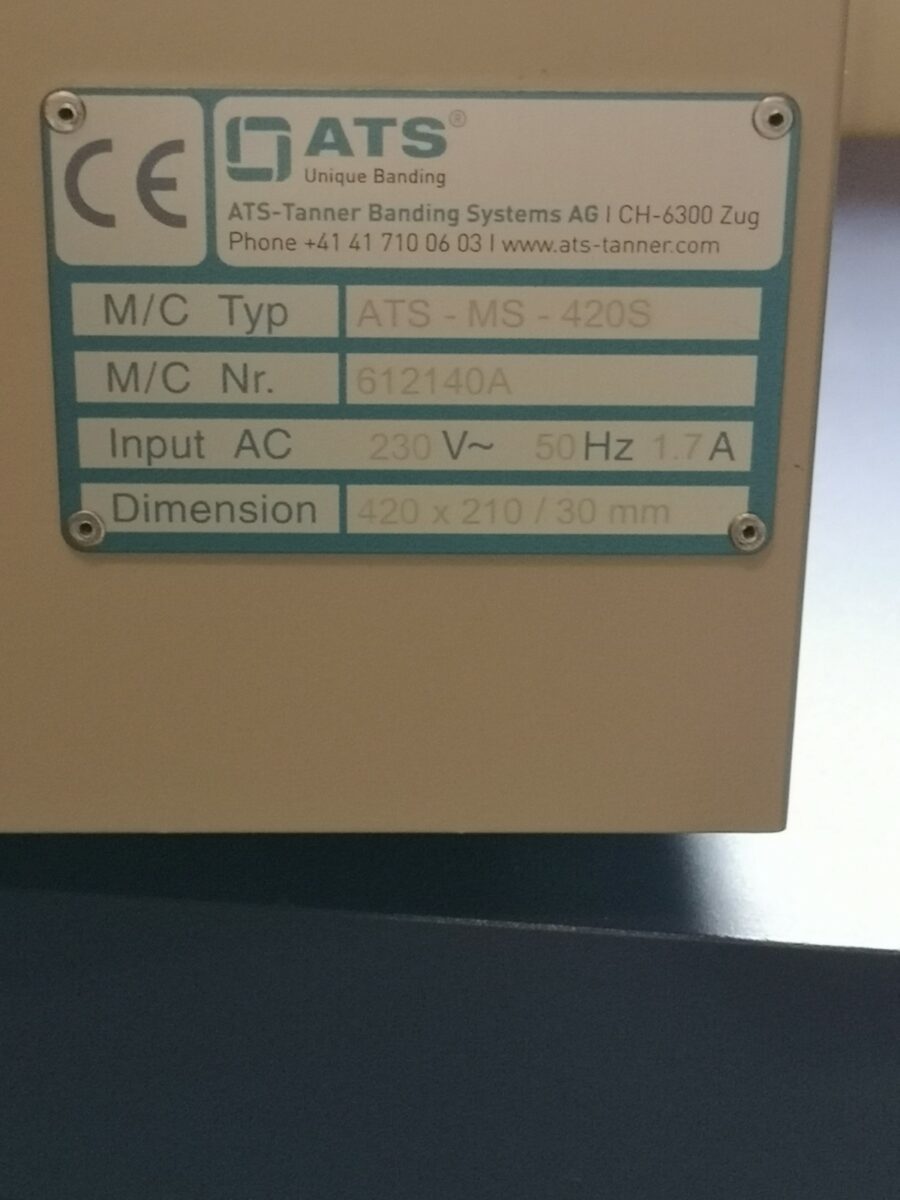 CE
ATS®
Unique Banding
ATS-Tanner Banding Systems AG | CH-6300 Zug
Phone +41 41 710 06 03 | www.ats-tanner.com
M/C Typ ATS - MS - 420S
M/C Nr. 612140A
Input AC 230 V~ 50 Hz 1.7 A
Dimension 420 x 210 / 30 mm